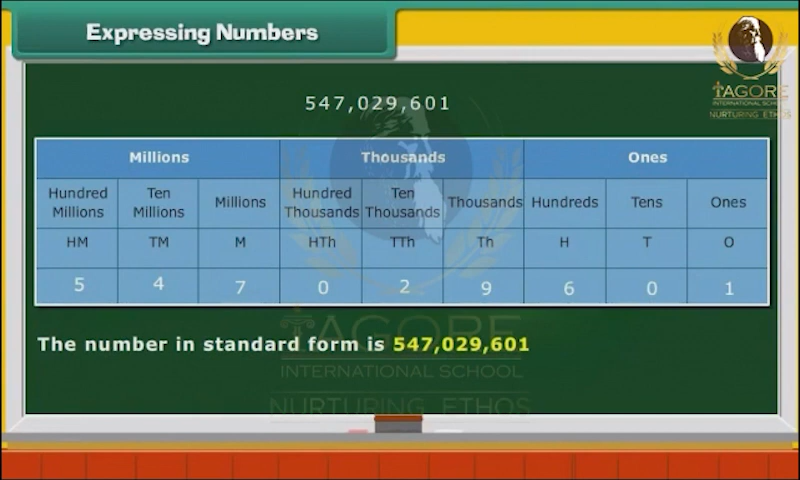 Expressing Numbers
TAGORE
INTERNATIONAL SCHOOL
NURTURING ETHOS
547,029,601
Millions Thousands Ones
Hundred Millions Ten Millions Millions Hundred Thousands Ten Thousands Thousands Hundreds Tens Ones
HM TM M HTh TTh Th H T O
5 4 7 0 2 9 6 0 1
The number in standard form is 547,029,601
TAGORE
INTERNATIONAL SCHOOL
NURTURING ETHOS